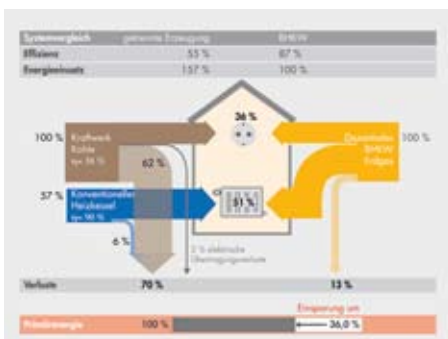 Systemvergleich getrennte Erzeugung BHKW
Effizienz 55 % 87 %
Energieeinsatz 157 % 100 %
36 %
100 % Kraftwerk
Kohle
62 %
BHKW
Erdgas
100 %
57 % Konventioneller
Heizkessel
51 %
6 %
2 % elektrische
Übertragungsverluste
Verluste 70 % 13 %
Einsparung um
Primärenergie 100 % 36,0 %